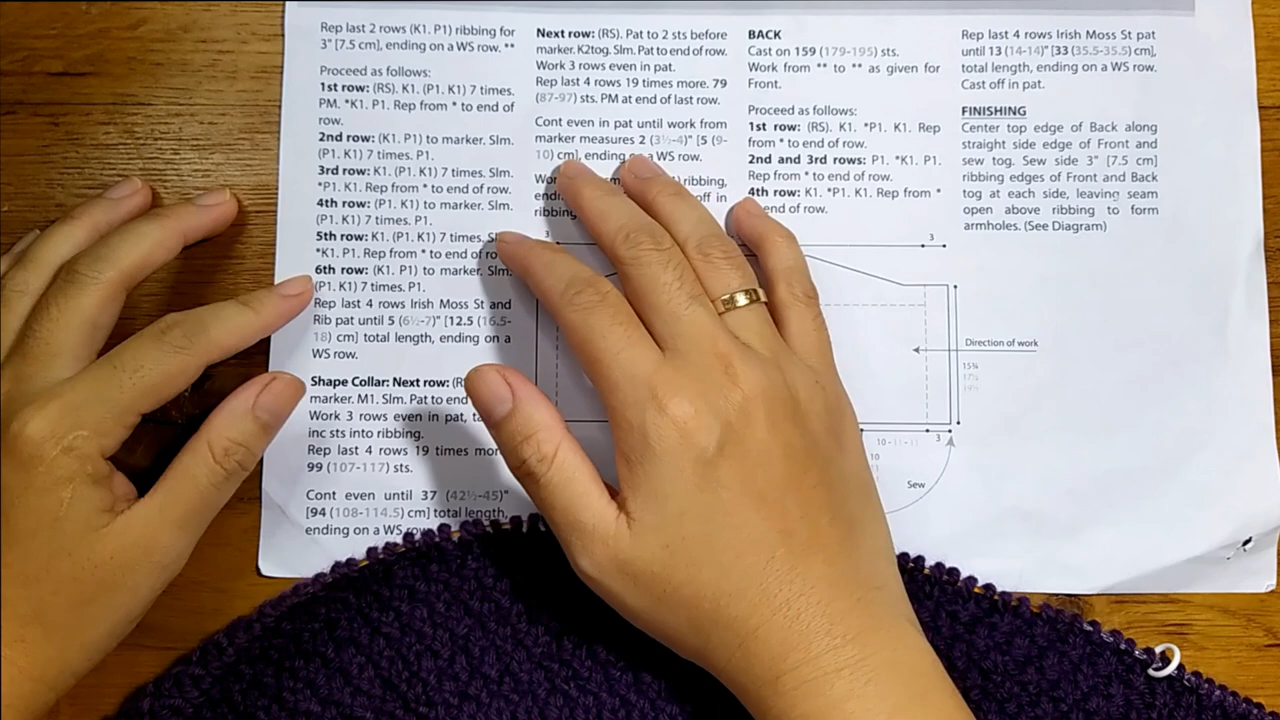 Rep last 2 rows (K1. P1) ribbing for
3" [7.5 cm], ending on a WS row. **
Proceed as follows:
1st row: (RS). K1. (P1. K1) 7 times.
PM. *K1. P1. Rep from * to end of
row.
2nd row: (K1. P1) to marker. Slm.
(P1. K1) 7 times. P1.
3rd row: K1. (P1. K1) 7 times. Slm.
*P1. K1. Rep from * to end of row.
4th row: (P1. K1) to marker. Slm.
(P1. K1) 7 times. P1.
5th row: K1. (P1. K1) 7 times.
*K1. P1. Rep from * to end of
6th row: (K1. P1) to marker. Slm.
(P1. K1) 7 times. P1.
Rep last 4 rows Irish Moss St and
Rib pat until 5 (6½-7)" [12.5 (16.5-
18) cm] total length, ending on a
WS row.
Shape Collar: Next row:
marker. M1. Slm. Pat to end
Work 3 rows even in pat,
inc sts into ribbing.
Rep last 4 rows 19 times
99 (107-117) sts.
Cont even until 37 (42½-45)"
[94 (108-114.5) cm] total length,
ending on a WS row
Next row: (RS). Pat to 2 sts before
marker. K2tog. Slm. Pat to end of row.
Work 3 rows even in pat.
Rep last 4 rows 19 times more. 79
(87-97) sts. PM at end of last row.
Cont even in pat until work from
marker measures 2 (3½-4)" [5 (9-
10) cm], ending on a WS row.
ribbing,
off in
ribbing
BACK
Cast on 159 (179-195) sts.
Work from ** to ** as given for
Front.
Proceed as follows:
1st row: (RS). K1. *P1. K1. Rep
from * to end of row.
2nd and 3rd rows: P1. *K1. P1.
Rep from * to end of row.
4th row: K1. *P1. K1. Rep from *
end of row.
Rep last 4 rows Irish Moss St pat
until 13 (14-14)" [33 (35.5-35.5) cm],
total length, ending on a WS row.
Cast off in pat.
FINISHING
Center top edge of Back along
straight side edge of Front and
sew tog. Sew side 3" [7.5 cm]
ribbing edges of Front and Back
tog at each side, leaving seam
open above ribbing to form
armholes. (See Diagram)
3
3
Direction of work
10 - 11 - 11
3
10
Sew